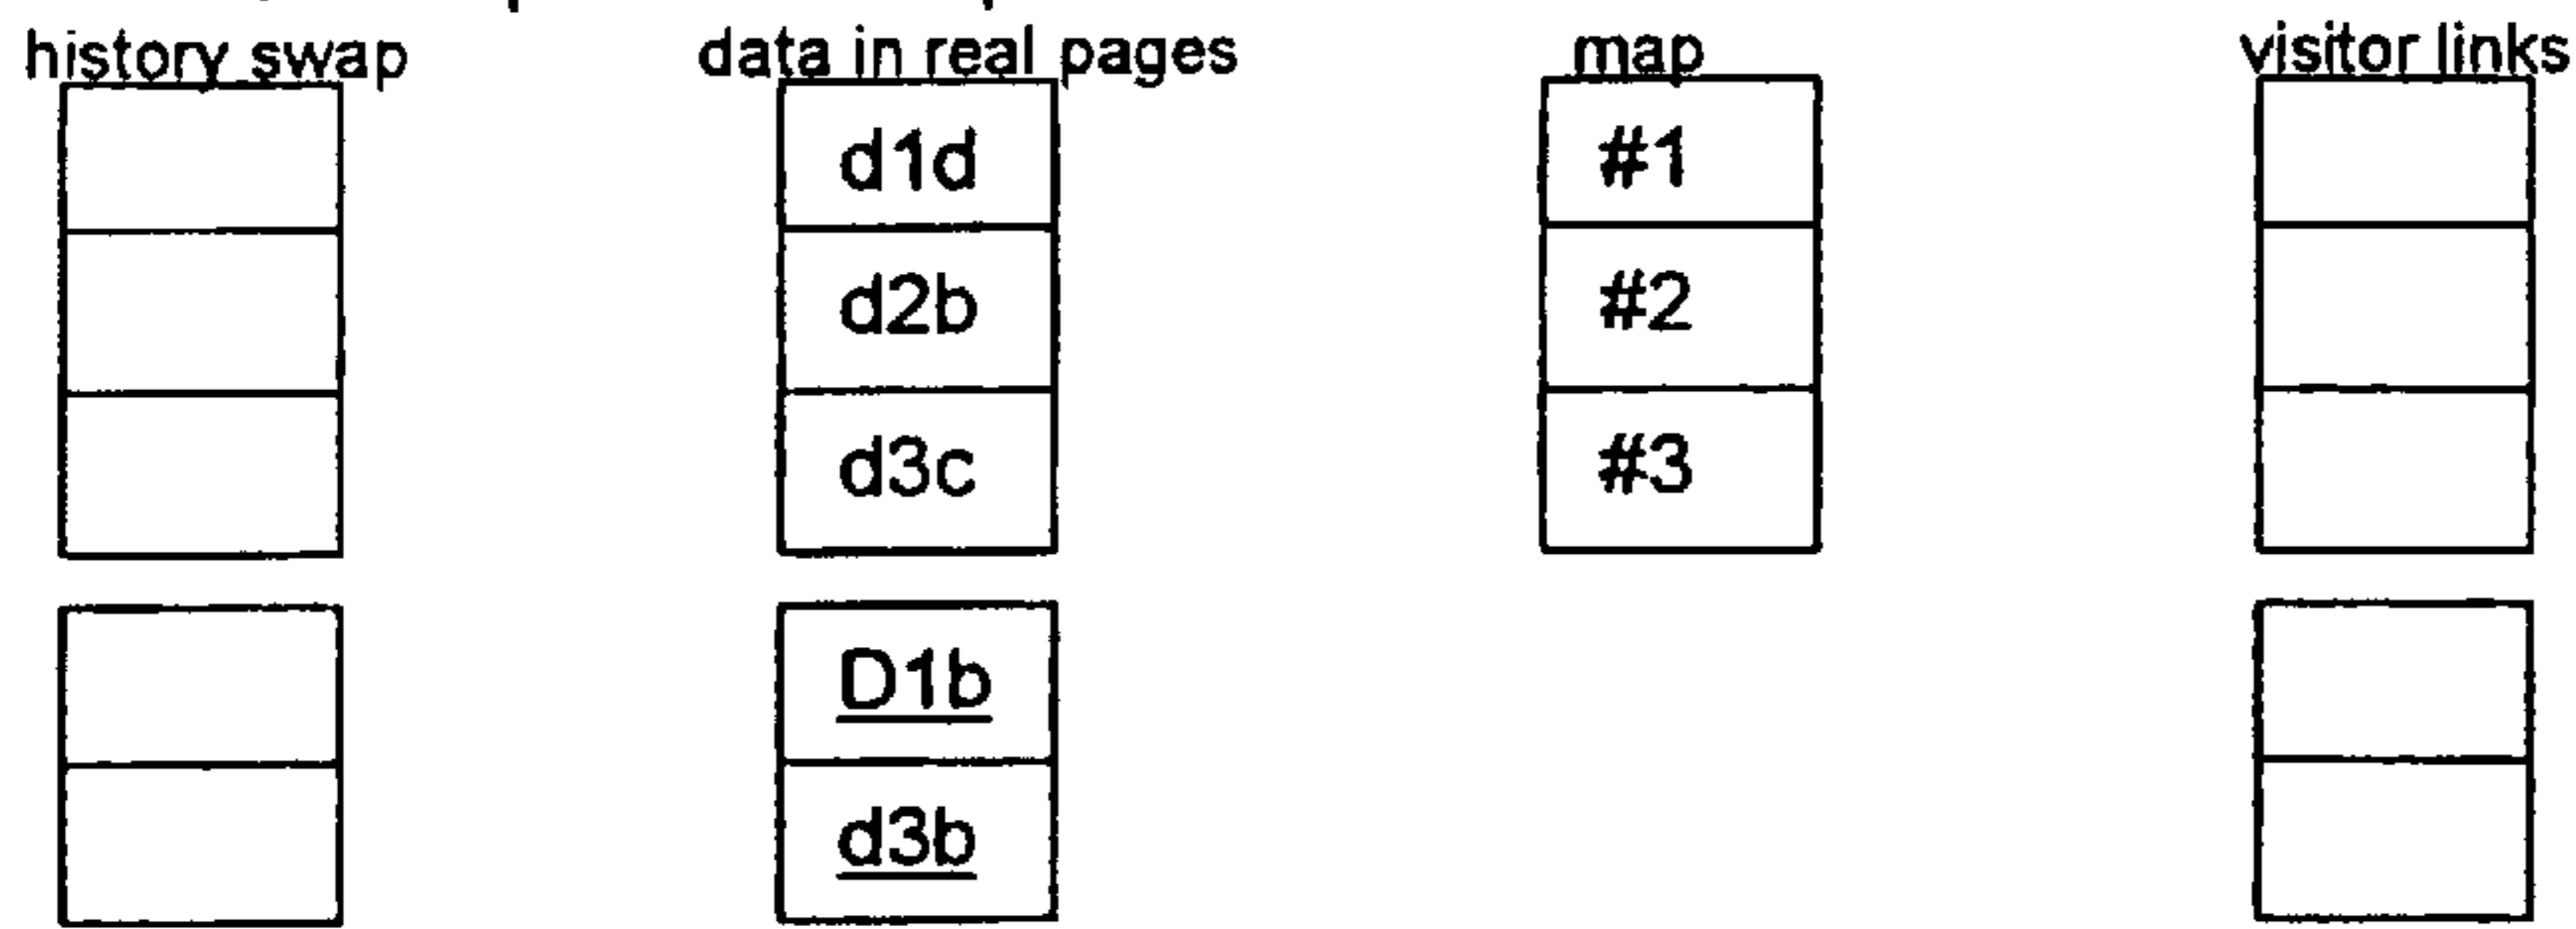 history swap data in real pages map visitor links
d1d #1
d2b #2
d3c #3
D1b
d3b